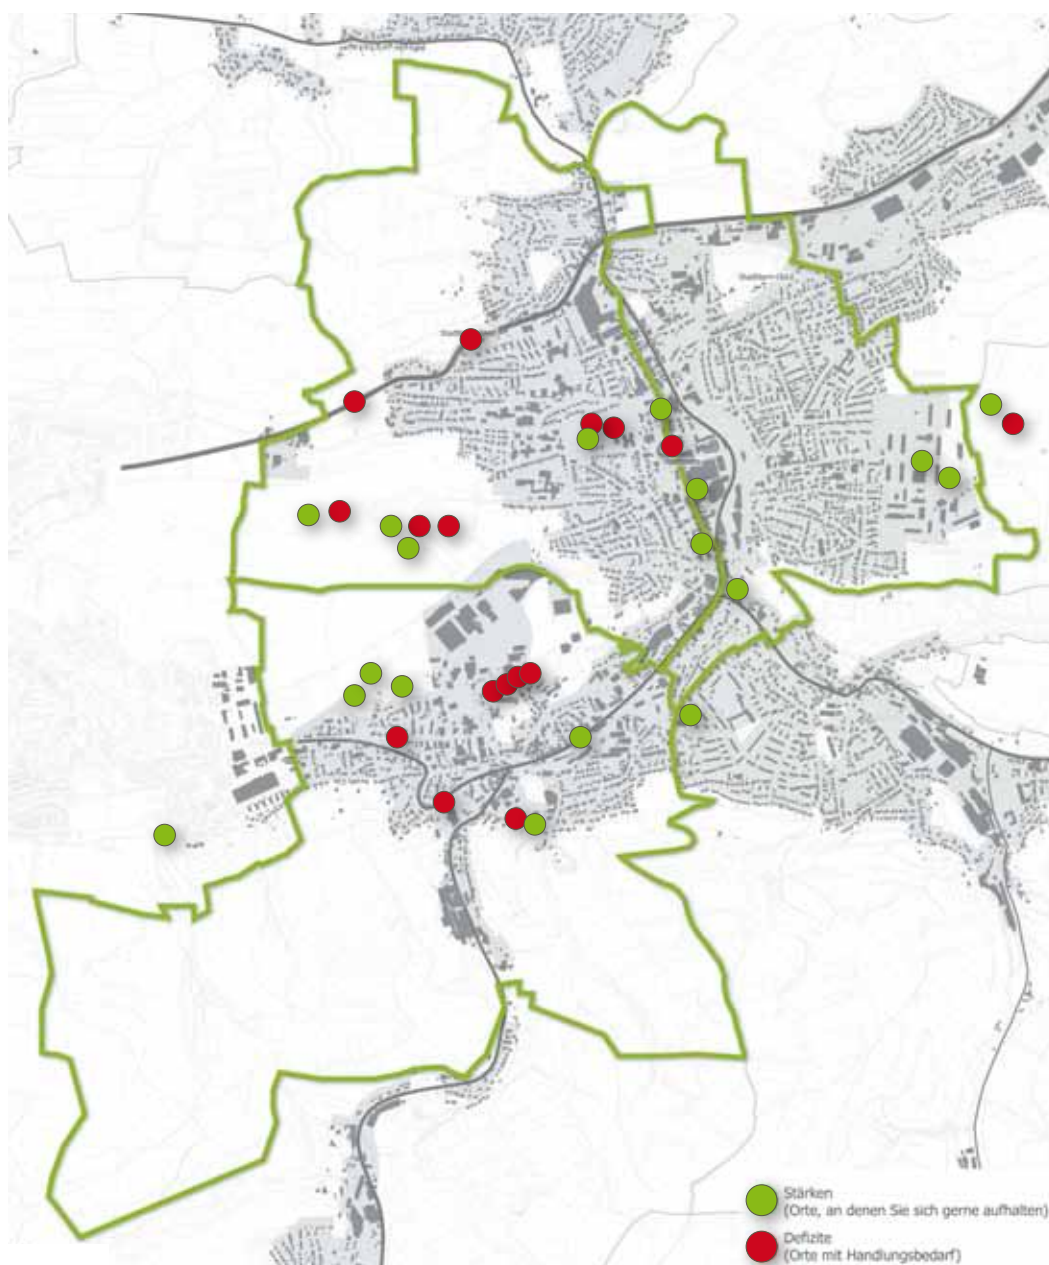 Stärken
(Orte, an denen Sie sich gerne aufhalten)
Defizite
(Orte mit Handlungsbedarf)